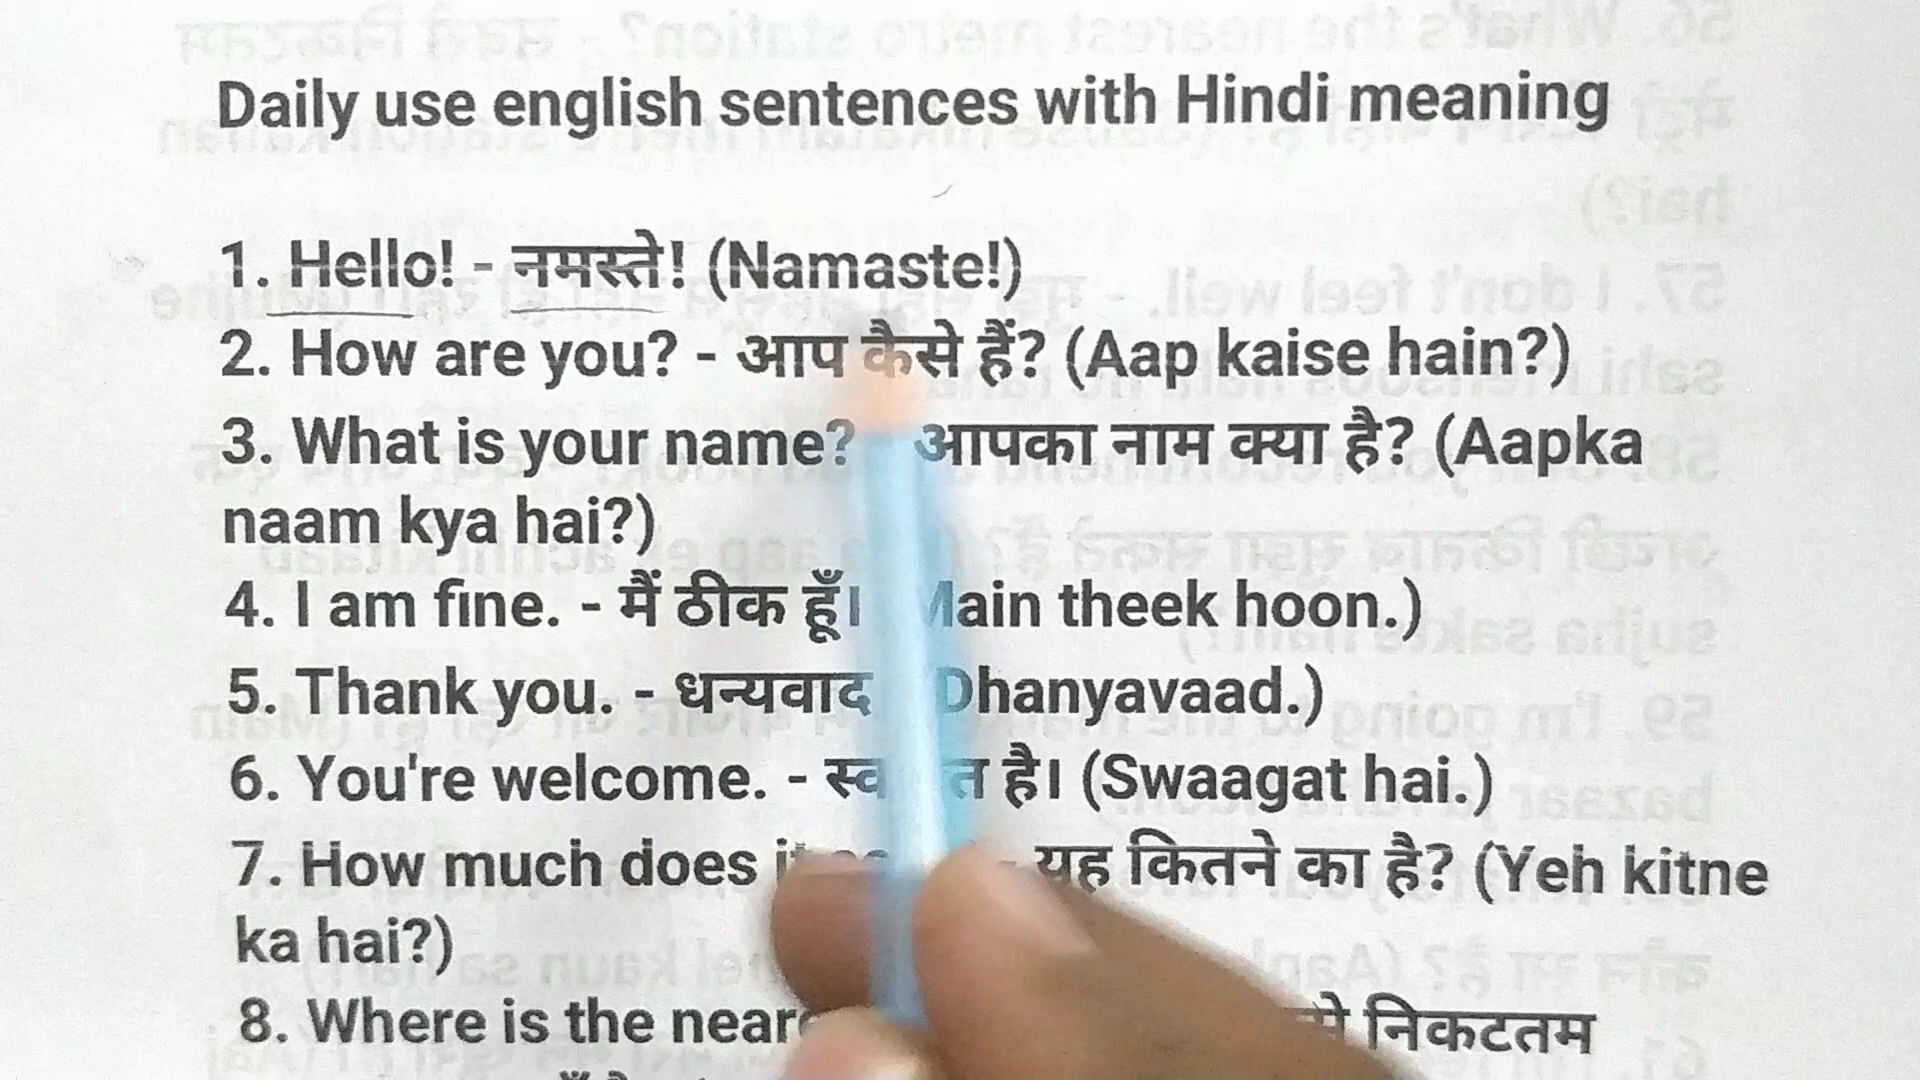 Daily use english sentences with Hindi meaning
1. Hello! - नमस्ते! (Namaste!)
2. How are you? - आप कैसे हैं? (Aap kaise hain?)
3. What is your name? आपका नाम क्या है? (Aapka
naam kya hai?)
4. I am fine. - मैं ठीक हूँ। Main theek hoon.)
5. Thank you. - धन्यवाद Dhanyavaad.)
6. You're welcome. - है। (Swaagat hai.)
7. How much does - यह कितने का है? (Yeh kitne
ka hai?)
8. Where is the निकटतम